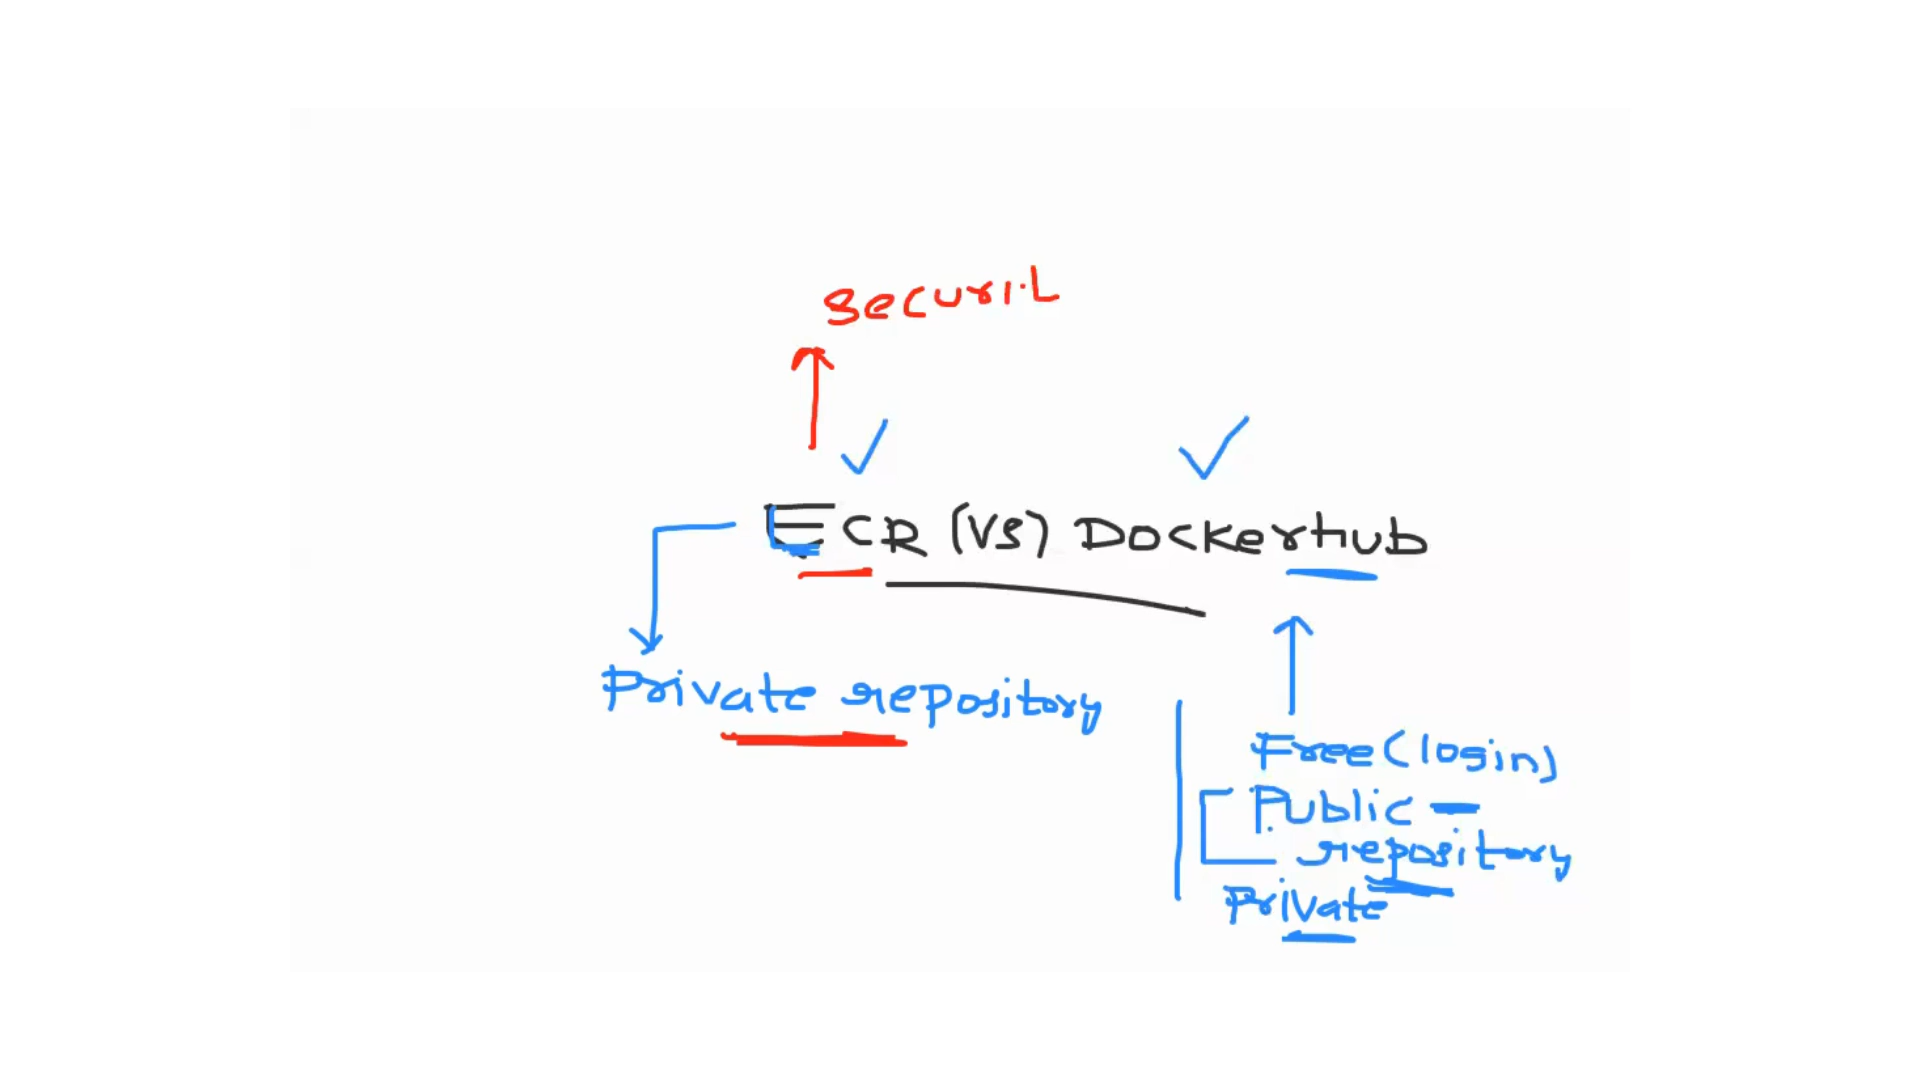 securit
ECR (VS) Dockerhub
Private repository
Free (login)
Public -
repository
Private